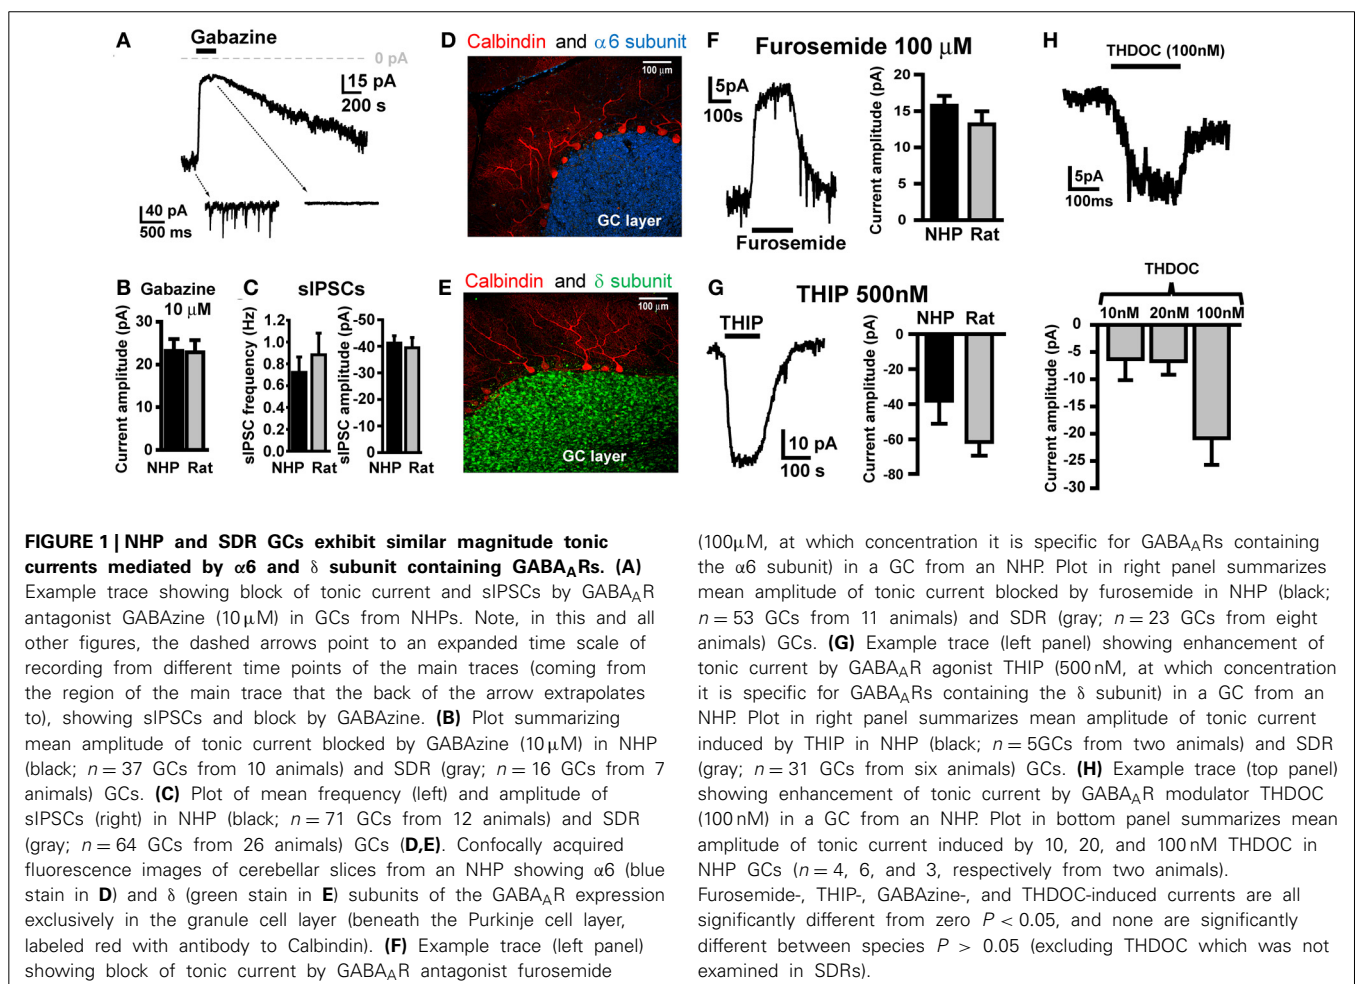 A
Gabazine
0 pA
15 pA
200 s
40 pA
500 ms
B
Gabazine
10 µM
Current amplitude (pA)
30
20
10
0
NHP Rat
C
sIPSCs
sIPSC frequency (Hz)
1.2
1.0
0.8
0.6
0.4
0.2
0.0
NHP Rat
sIPSC amplitude (pA)
-50
-40
-30
-20
-10
0
NHP Rat
D
Calbindin and α6 subunit
100 µm
GC layer
E
Calbindin and δ subunit
100 µm
GC layer
F
Furosemide 100 µM
5pA
100s
Furosemide
Current amplitude (pA)
20
15
10
5
0
NHP Rat
G
THIP 500nM
THIP
10 pA
100 s
NHP Rat
Current amplitude (pA)
0
-20
-40
-60
-80
H
THDOC (100nM)
5pA
100ms
THDOC
10nM 20nM 100nM
Current amplitude (pA)
0
-5
-10
-15
-20
-25
-30
FIGURE 1 | NHP and SDR GCs exhibit similar magnitude tonic
currents mediated by α6 and δ subunit containing GABAARs. (A)
Example trace showing block of tonic current and sIPSCs by GABAAR
antagonist GABAzine (10 µM) in GCs from NHPs. Note, in this and all
other figures, the dashed arrows point to an expanded time scale of
recording from different time points of the main traces (coming from
the region of the main trace that the back of the arrow extrapolates
to), showing sIPSCs and block by GABAzine. (B) Plot summarizing
mean amplitude of tonic current blocked by GABAzine (10 µM) in NHP
(black; n = 37 GCs from 10 animals) and SDR (gray; n = 16 GCs from 7
animals) GCs. (C) Plot of mean frequency (left) and amplitude of
sIPSCs (right) in NHP (black; n = 71 GCs from 12 animals) and SDR
(gray; n = 64 GCs from 26 animals) GCs (D,E). Confocally acquired
fluorescence images of cerebellar slices from an NHP showing α6 (blue
stain in D) and δ (green stain in E) subunits of the GABAAR expression
exclusively in the granule cell layer (beneath the Purkinje cell layer,
labeled red with antibody to Calbindin). (F) Example trace (left panel)
showing block of tonic current by GABAAR antagonist furosemide
(100µM, at which concentration it is specific for GABAARs containing
the α6 subunit) in a GC from an NHP. Plot in right panel summarizes
mean amplitude of tonic current blocked by furosemide in NHP (black;
n = 53 GCs from 11 animals) and SDR (gray; n = 23 GCs from eight
animals) GCs. (G) Example trace (left panel) showing enhancement of
tonic current by GABAAR agonist THIP (500 nM, at which concentration
it is specific for GABAARs containing the δ subunit) in a GC from an
NHP. Plot in right panel summarizes mean amplitude of tonic current
induced by THIP in NHP (black; n = 5GCs from two animals) and SDR
(gray; n = 31 GCs from six animals) GCs. (H) Example trace (top panel)
showing enhancement of tonic current by GABAAR modulator THDOC
(100 nM) in a GC from an NHP. Plot in bottom panel summarizes mean
amplitude of tonic current induced by 10, 20, and 100 nM THDOC in
NHP GCs (n = 4, 6, and 3, respectively from two animals).
Furosemide-, THIP-, GABAzine-, and THDOC-induced currents are all
significantly different from zero P < 0.05, and none are significantly
different between species P > 0.05 (excluding THDOC which was not
examined in SDRs).